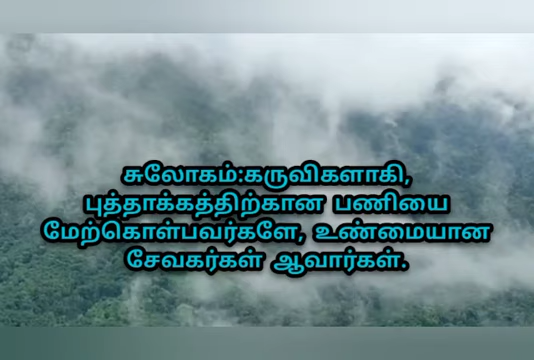 சுலோகம்:கருவிகளாகி,
புத்தாக்கத்திற்கான பணியை
மேற்கொள்பவர்களே, உண்மையான
சேவகர்கள் ஆவார்கள்.